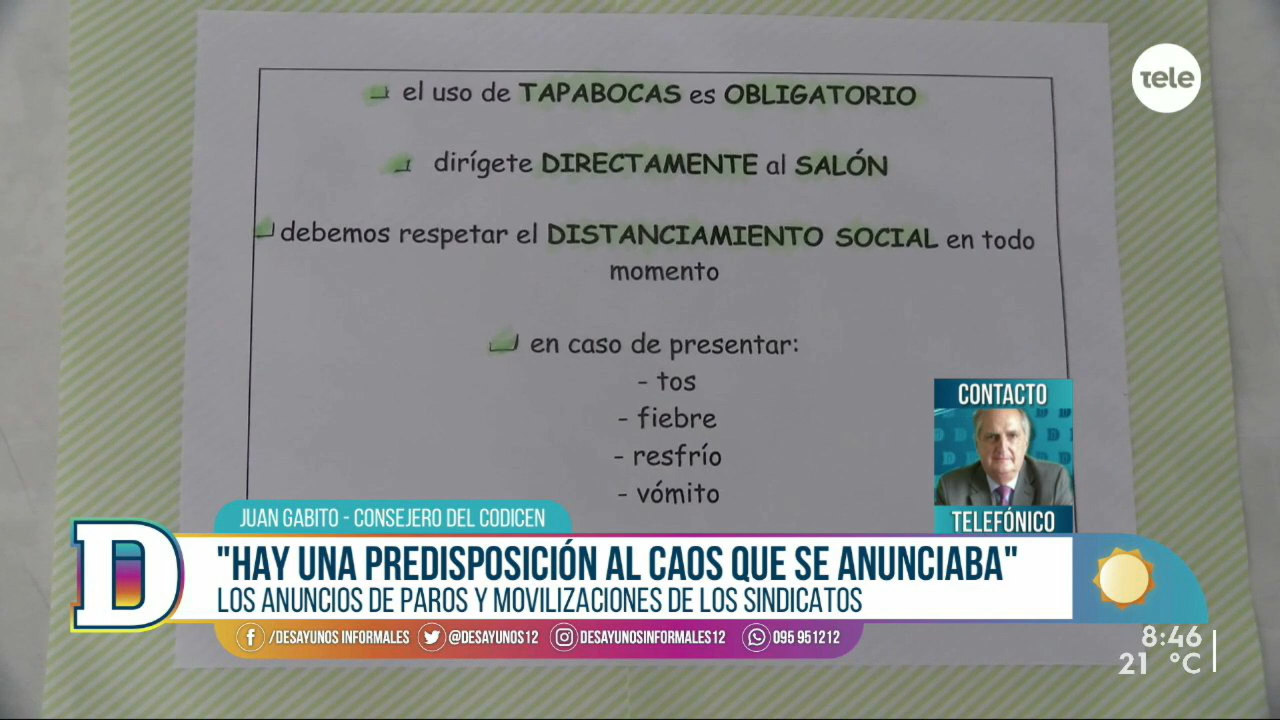 tele
el uso de TAPABOCAS es OBLIGATORIO
dirígete DIRECTAMENTE al SALÓN
debemos respetar el DISTANCIAMIENTO SOCIAL en todo
momento
en caso de presentar:
- tos
- fiebre
- resfrío
- vómito
CONTACTO
TELEFÓNICO
JUAN GABITO - CONSEJERO DEL CODICEN
D
"HAY UNA PREDISPOSICIÓN AL CAOS QUE SE ANUNCIABA"
LOS ANUNCIOS DE PAROS Y MOVILIZACIONES DE LOS SINDICATOS
/DESAYUNOS INFORMALES @DESAYUNOS12 DESAYUNOSINFORMALES12 095 951212
8:46
21 °C